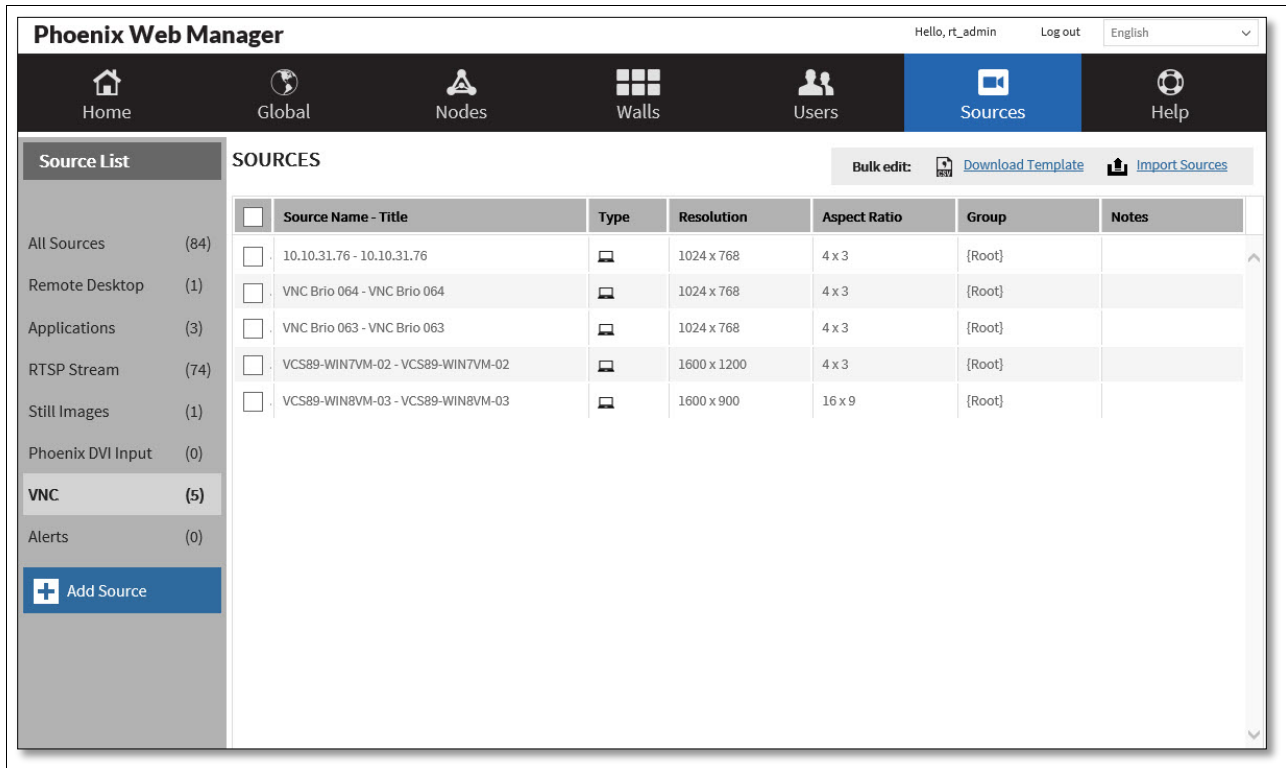 Phoenix Web Manager
Hello, rt_admin Log out English
Home Global Nodes Walls Users Sources Help
Source List
SOURCES
Bulk edit: CSV Download Template Import Sources
Source Name - Title Type Resolution Aspect Ratio Group Notes
All Sources (84)
Remote Desktop (1)
Applications (3)
RTSP Stream (74)
Still Images (1)
Phoenix DVI Input (0)
VNC (5)
Alerts (0)
Add Source
10.10.31.76 - 10.10.31.76 1024 x 768 4 x 3 {Root}
VNC Brio 064 - VNC Brio 064 1024 x 768 4 x 3 {Root}
VNC Brio 063 - VNC Brio 063 1024 x 768 4 x 3 {Root}
VCS89-WIN7VM-02 - VCS89-WIN7VM-02 1600 x 1200 4 x 3 {Root}
VCS89-WIN8VM-03 - VCS89-WIN8VM-03 1600 x 900 16 x 9 {Root}